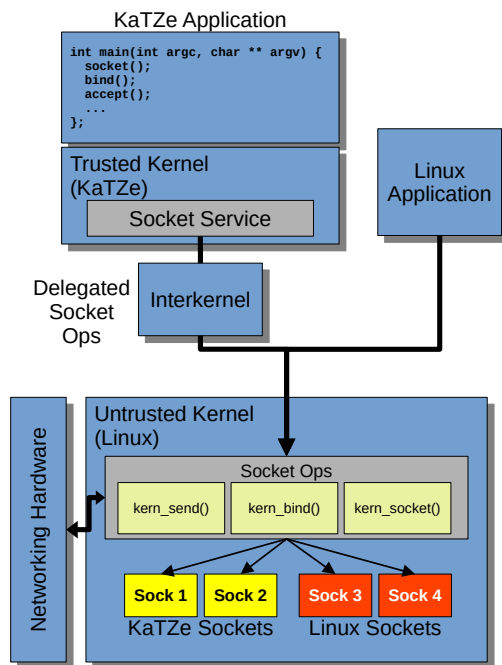 KaTZe Application
int main(int argc, char ** argv) {
socket();
bind();
accept();
...
};
Trusted Kernel
(KaTZe)
Socket Service
Linux
Application
Delegated
Socket
Ops
Interkernel
Networking Hardware
Untrusted Kernel
(Linux)
Socket Ops
kern_send()
kern_bind()
kern_socket()
Sock 1
Sock 2
Sock 3
Sock 4
KaTZe Sockets
Linux Sockets